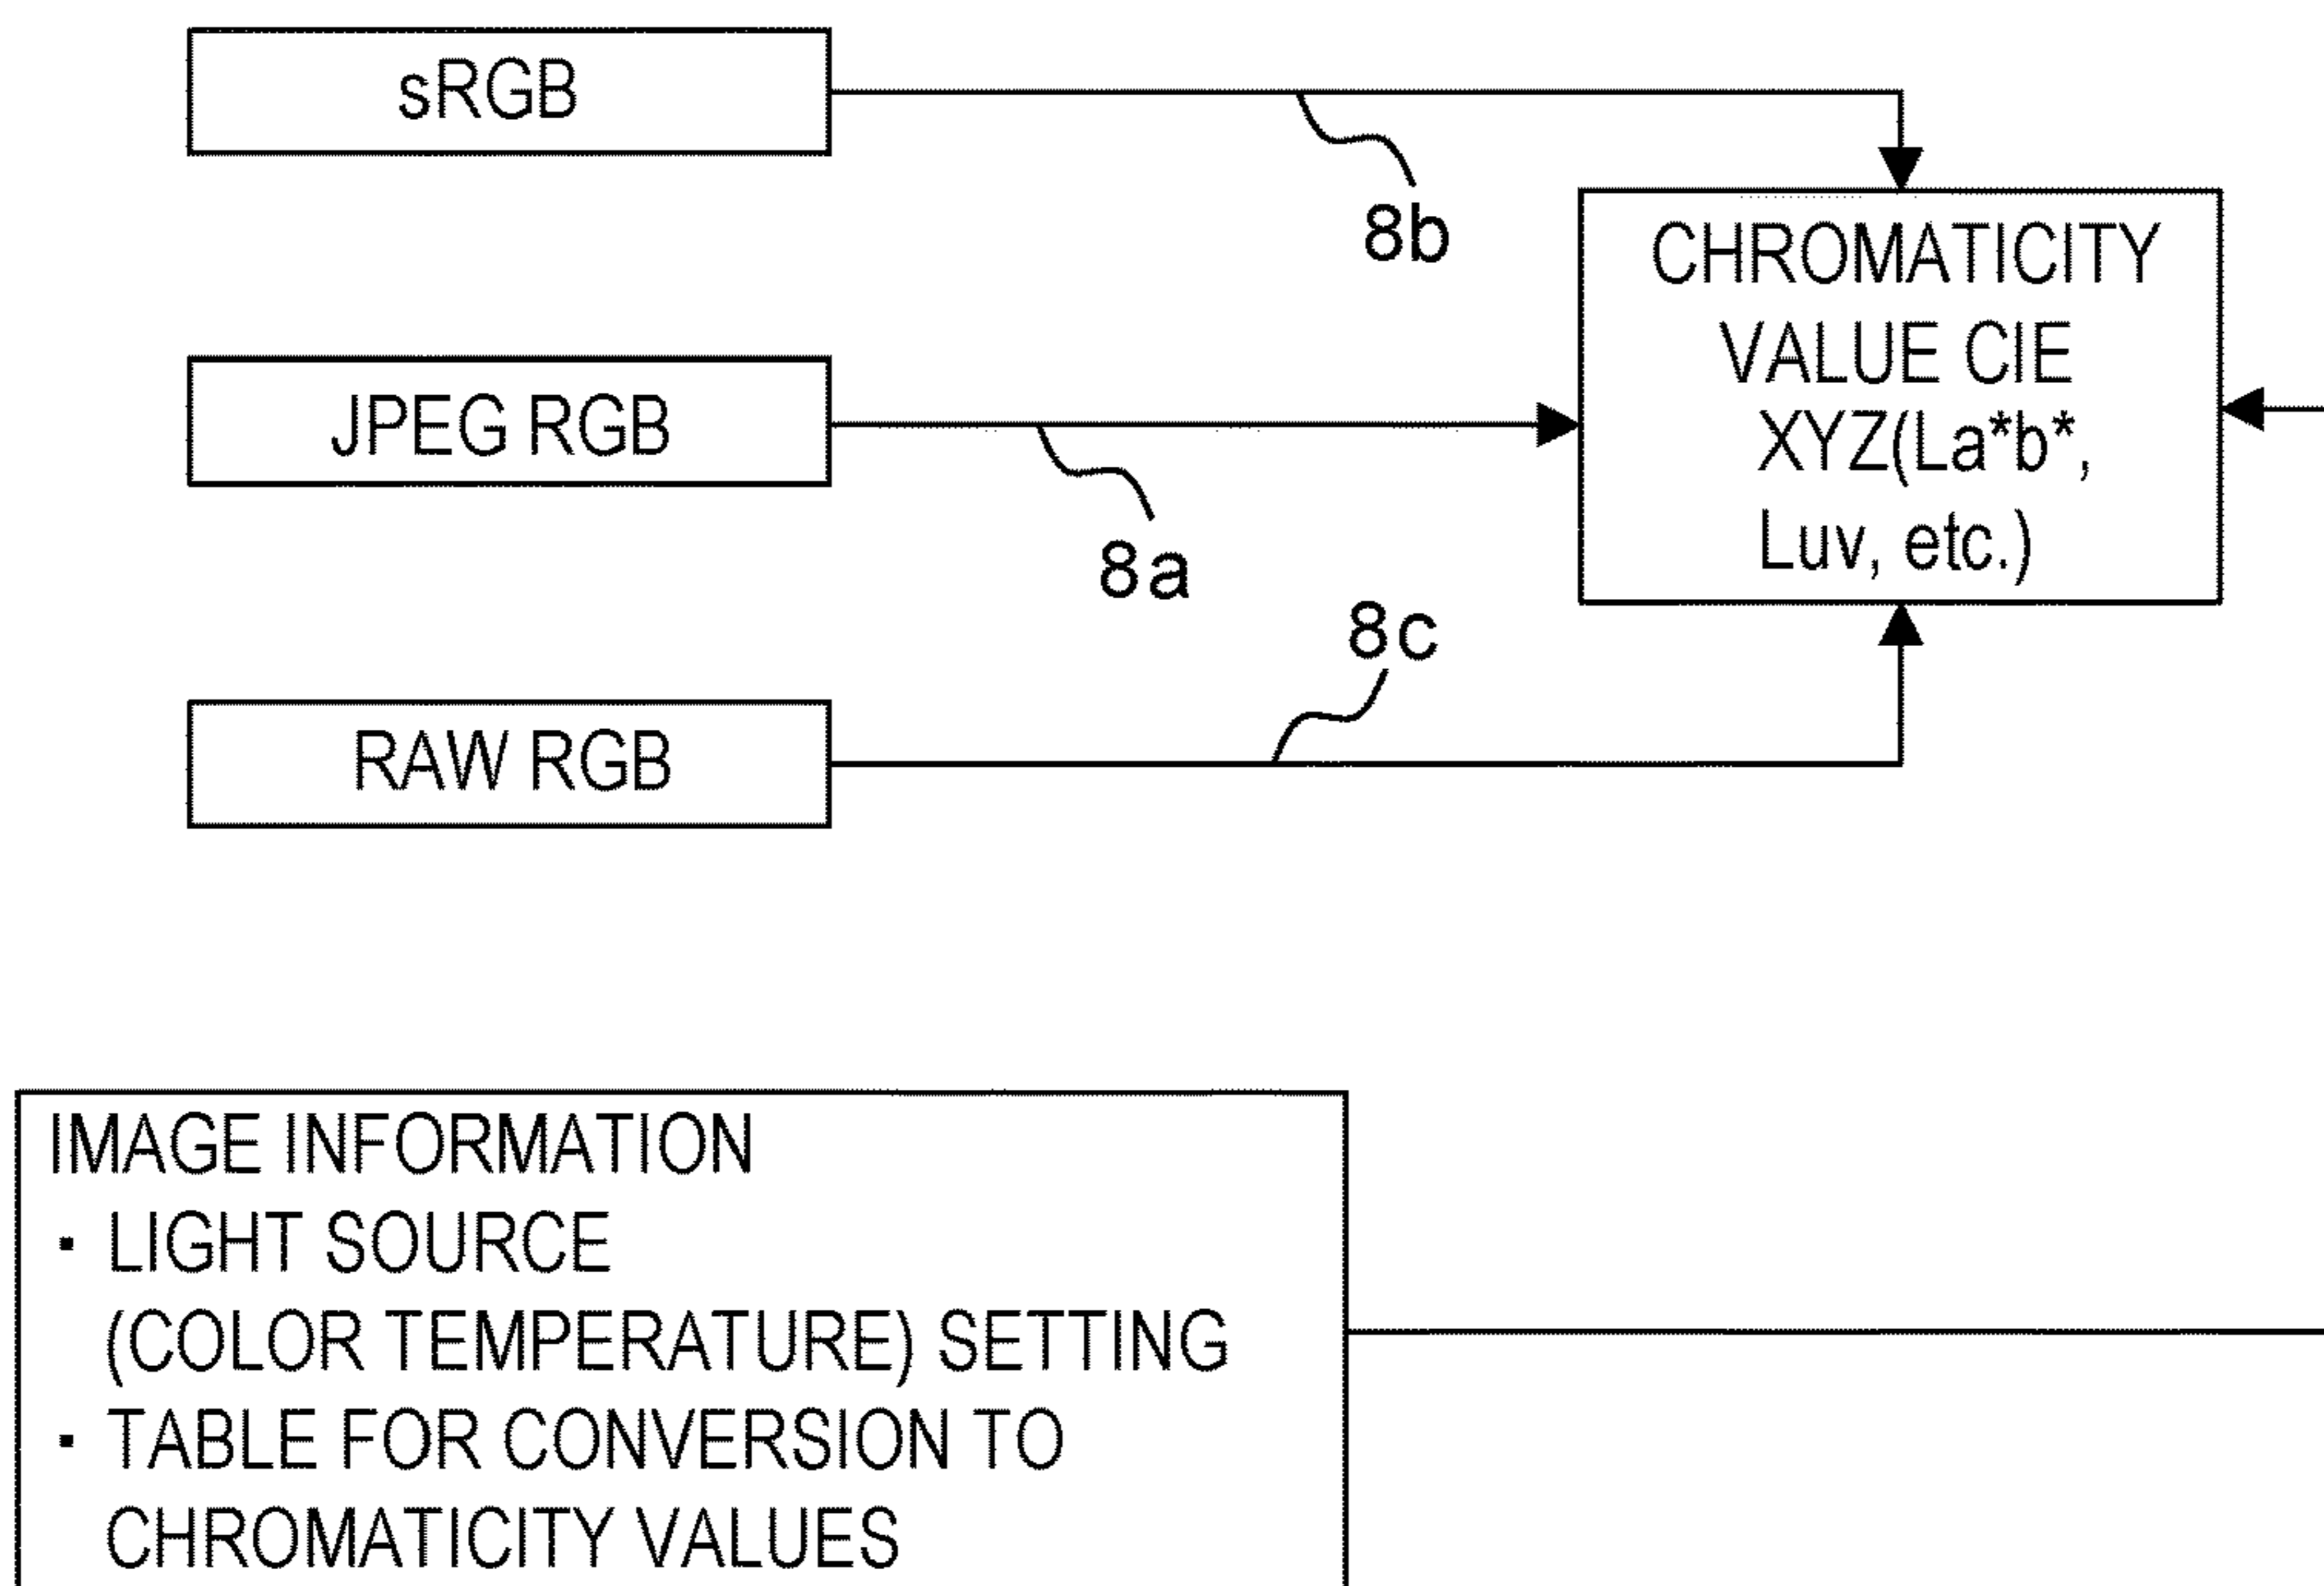 sRGB
8b
CHROMATICITY
VALUE CIE
XYZ(La*b*,
Luv, etc.)
JPEG RGB
8a
8c
RAW RGB
IMAGE INFORMATION
· LIGHT SOURCE
(COLOR TEMPERATURE) SETTING
· TABLE FOR CONVERSION TO
CHROMATICITY VALUES